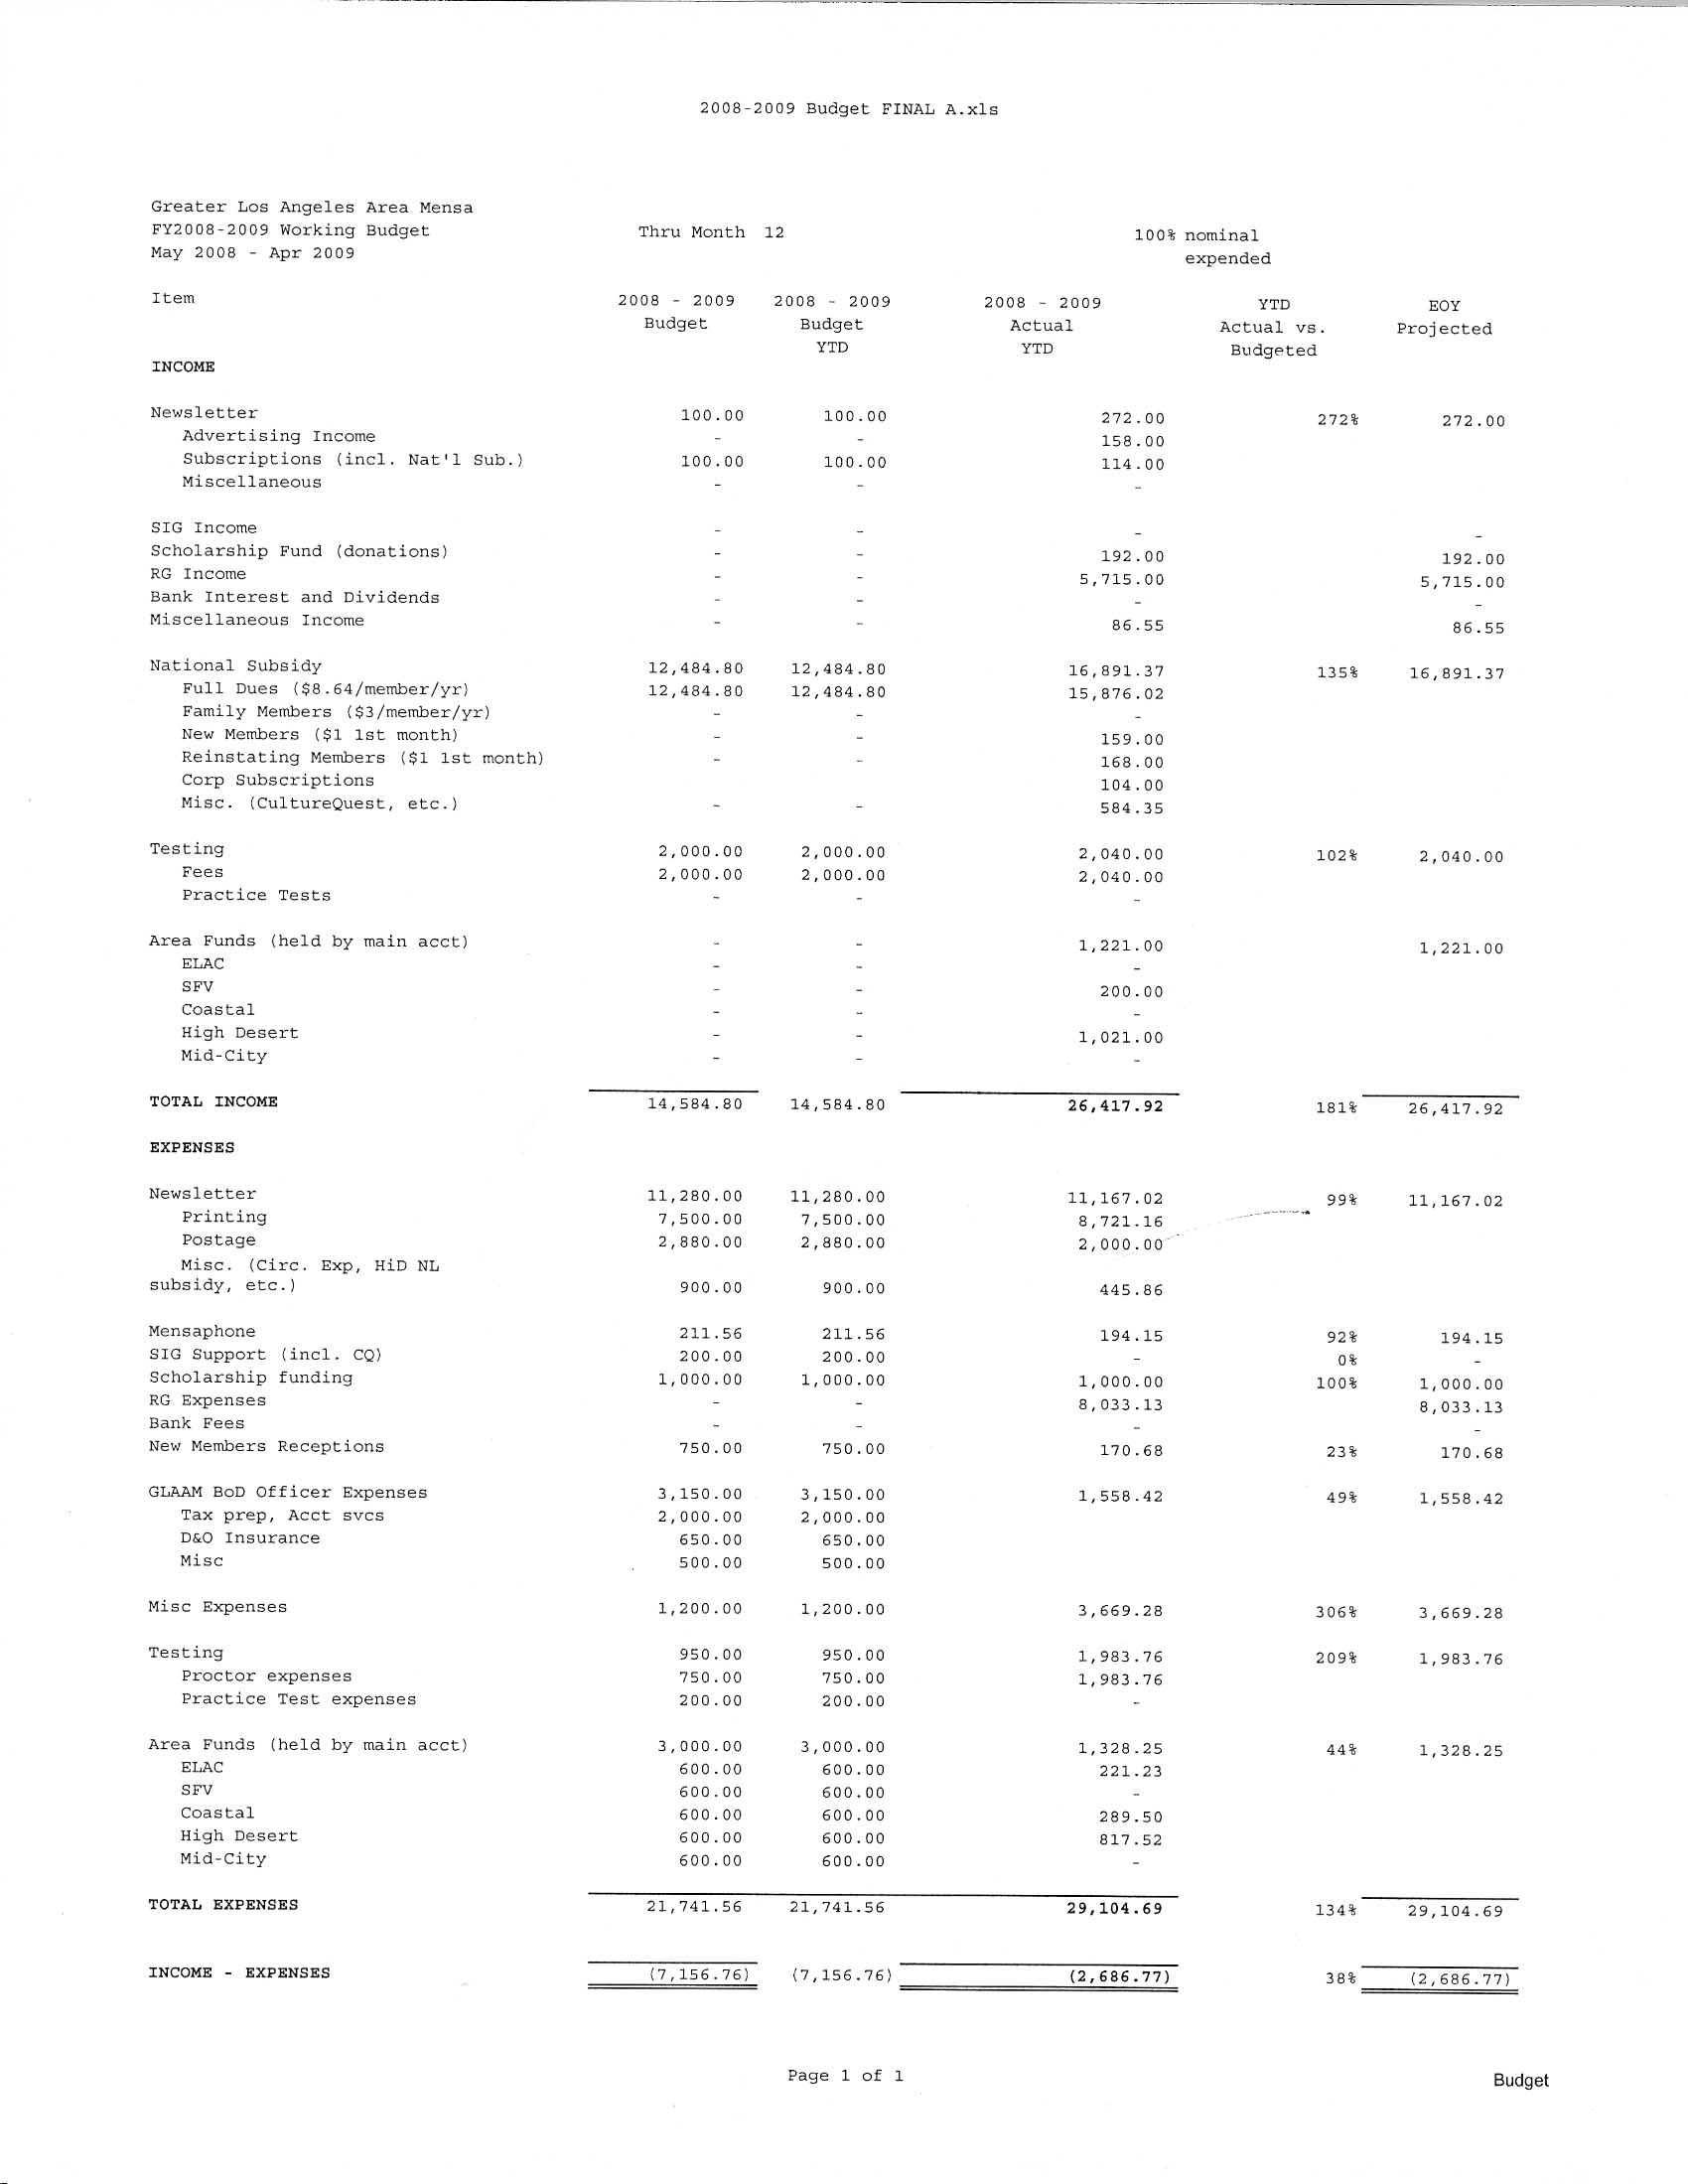 2008-2009 Budget FINAL A.xls
Greater Los Angeles Area Mensa
FY2008-2009 Working Budget Thru Month 12 100% nominal
May 2008 - Apr 2009 expended
Item 2008 - 2009 2008 - 2009 2008 - 2009 YTD EOY
Budget Budget Actual Actual vs. Projected
YTD YTD Budgeted
INCOME
Newsletter 100.00 100.00 272.00 272% 272.00
Advertising Income - - 158.00
Subscriptions (incl. Nat'l Sub.) 100.00 100.00 114.00
Miscellaneous - - -
SIG Income - - - -
Scholarship Fund (donations) - - 192.00 192.00
RG Income - - 5,715.00 5,715.00
Bank Interest and Dividends - - - -
Miscellaneous Income - - 86.55 86.55
National Subsidy 12,484.80 12,484.80 16,891.37 135% 16,891.37
Full Dues ($8.64/member/yr) 12,484.80 12,484.80 15,876.02
Family Members ($3/member/yr) - - -
New Members ($1 1st month) - - 159.00
Reinstating Members ($1 1st month) - - 168.00
Corp Subscriptions 104.00
Misc. (CultureQuest, etc.) - - 584.35
Testing 2,000.00 2,000.00 2,040.00 102% 2,040.00
Fees 2,000.00 2,000.00 2,040.00
Practice Tests - - -
Area Funds (held by main acct) - - 1,221.00 1,221.00
ELAC - - -
SFV - - 200.00
Coastal - - -
High Desert - - 1,021.00
Mid-City - - -
TOTAL INCOME 14,584.80 14,584.80 26,417.92 181% 26,417.92
EXPENSES
Newsletter 11,280.00 11,280.00 11,167.02 99% 11,167.02
Printing 7,500.00 7,500.00 8,721.16
Postage 2,880.00 2,880.00 2,000.00
Misc. (Circ. Exp, HiD NL
subsidy, etc.) 900.00 900.00 445.86
Mensaphone 211.56 211.56 194.15 92% 194.15
SIG Support (incl. CQ) 200.00 200.00 - 0% -
Scholarship funding 1,000.00 1,000.00 1,000.00 100% 1,000.00
RG Expenses - - 8,033.13 8,033.13
Bank Fees - - - -
New Members Receptions 750.00 750.00 170.68 23% 170.68
GLAAM BoD Officer Expenses 3,150.00 3,150.00 1,558.42 49% 1,558.42
Tax prep, Acct svcs 2,000.00 2,000.00
D&O Insurance 650.00 650.00
Misc 500.00 500.00
Misc Expenses 1,200.00 1,200.00 3,669.28 306% 3,669.28
Testing 950.00 950.00 1,983.76 209% 1,983.76
Proctor expenses 750.00 750.00 1,983.76
Practice Test expenses 200.00 200.00 -
Area Funds (held by main acct) 3,000.00 3,000.00 1,328.25 44% 1,328.25
ELAC 600.00 600.00 221.23
SFV 600.00 600.00 -
Coastal 600.00 600.00 289.50
High Desert 600.00 600.00 817.52
Mid-City 600.00 600.00 -
TOTAL EXPENSES 21,741.56 21,741.56 29,104.69 134% 29,104.69
INCOME - EXPENSES (7,156.76) (7,156.76) (2,686.77) 38% (2,686.77)
Page 1 of 1
Budget